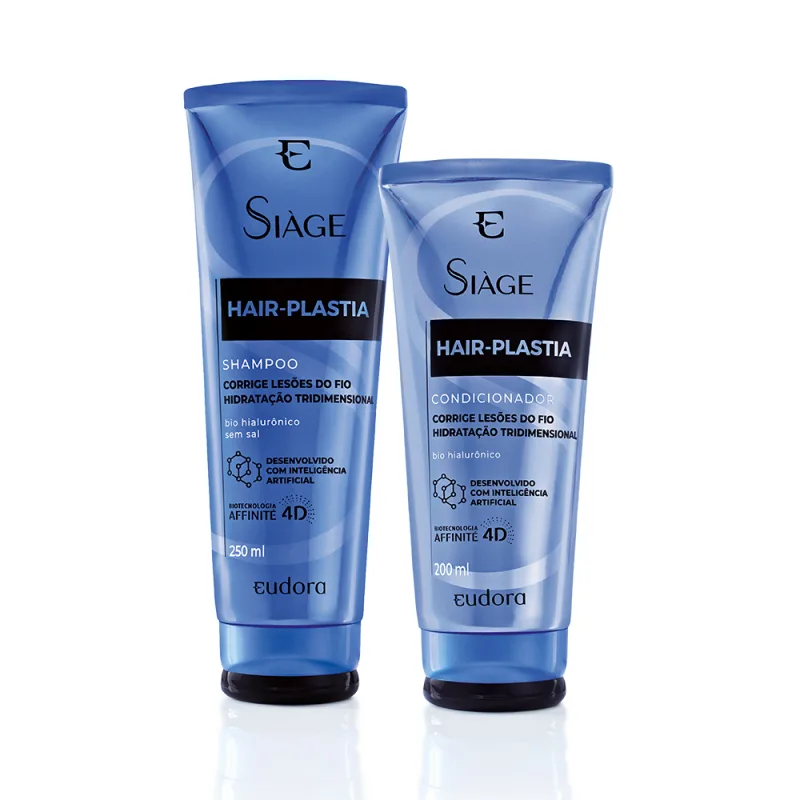 E
SIÀGE
HAIR-PLASTIA
SHAMPOO
CORRIGE LESÕES DO FIO
HIDRATAÇÃO TRIDIMENSIONAL
bio hialurônico
sem sal
DESENVOLVIDO
COM INTELIGÊNCIA
ARTIFICIAL
BIOTECNOLOGIA
AFFINITÉ 4D
250 ml
eudora
E
SIÀGE
HAIR-PLASTIA
CONDICIONADOR
CORRIGE LESÕES DO FIO
HIDRATAÇÃO TRIDIMENSIONAL
bio hialurônico
DESENVOLVIDO
COM INTELIGÊNCIA
ARTIFICIAL
BIOTECNOLOGIA
AFFINITÉ 4D
200 ml
eudora